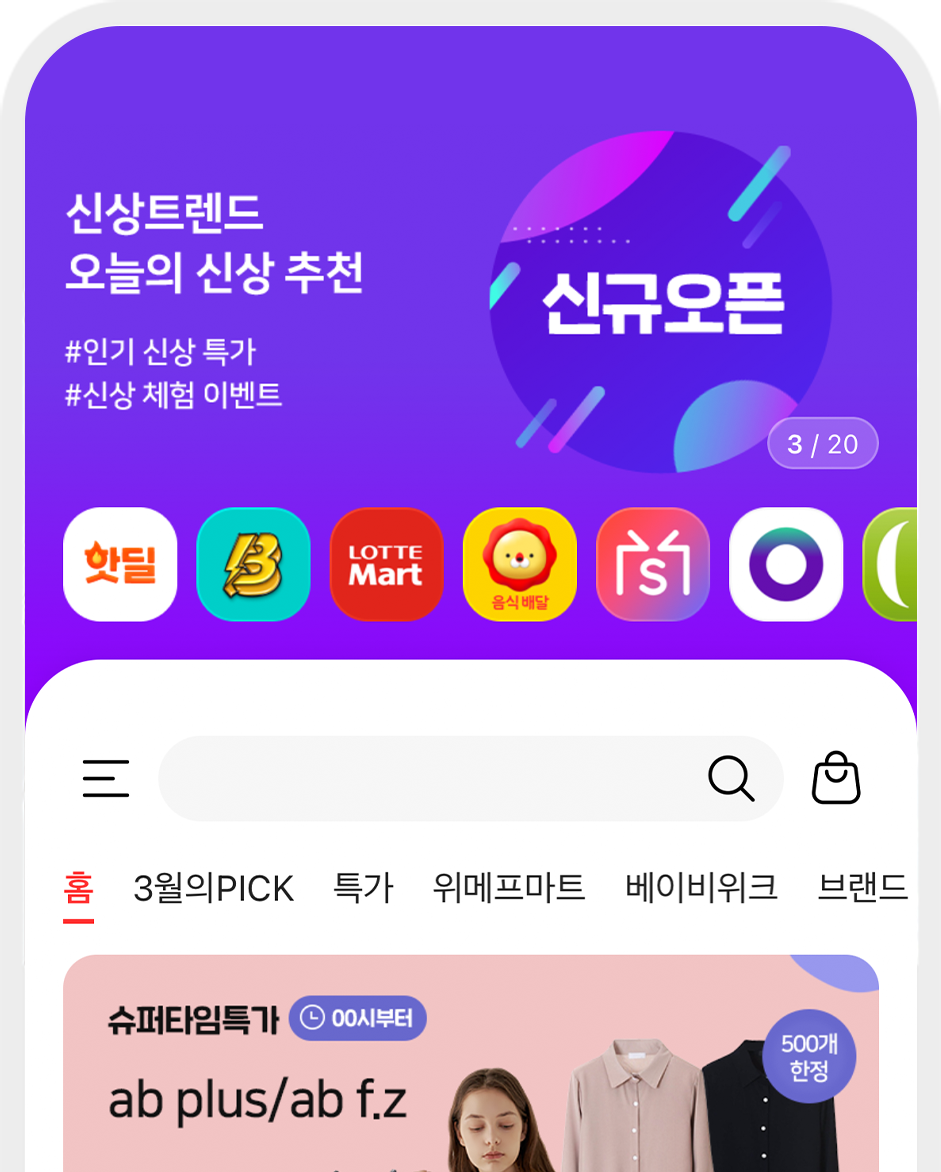 신상트렌드
오늘의 신상 추천
#인기 신상 특가
#신상 체험 이벤트
신규오픈
3 / 20
핫딜
B
LOTTE
Mart
음식 배달
S
홈 3월의PICK 특가 위메프마트 베이비위크 브랜드
슈퍼타임특가 00시부터
500개
한정
ab plus/ab f.z